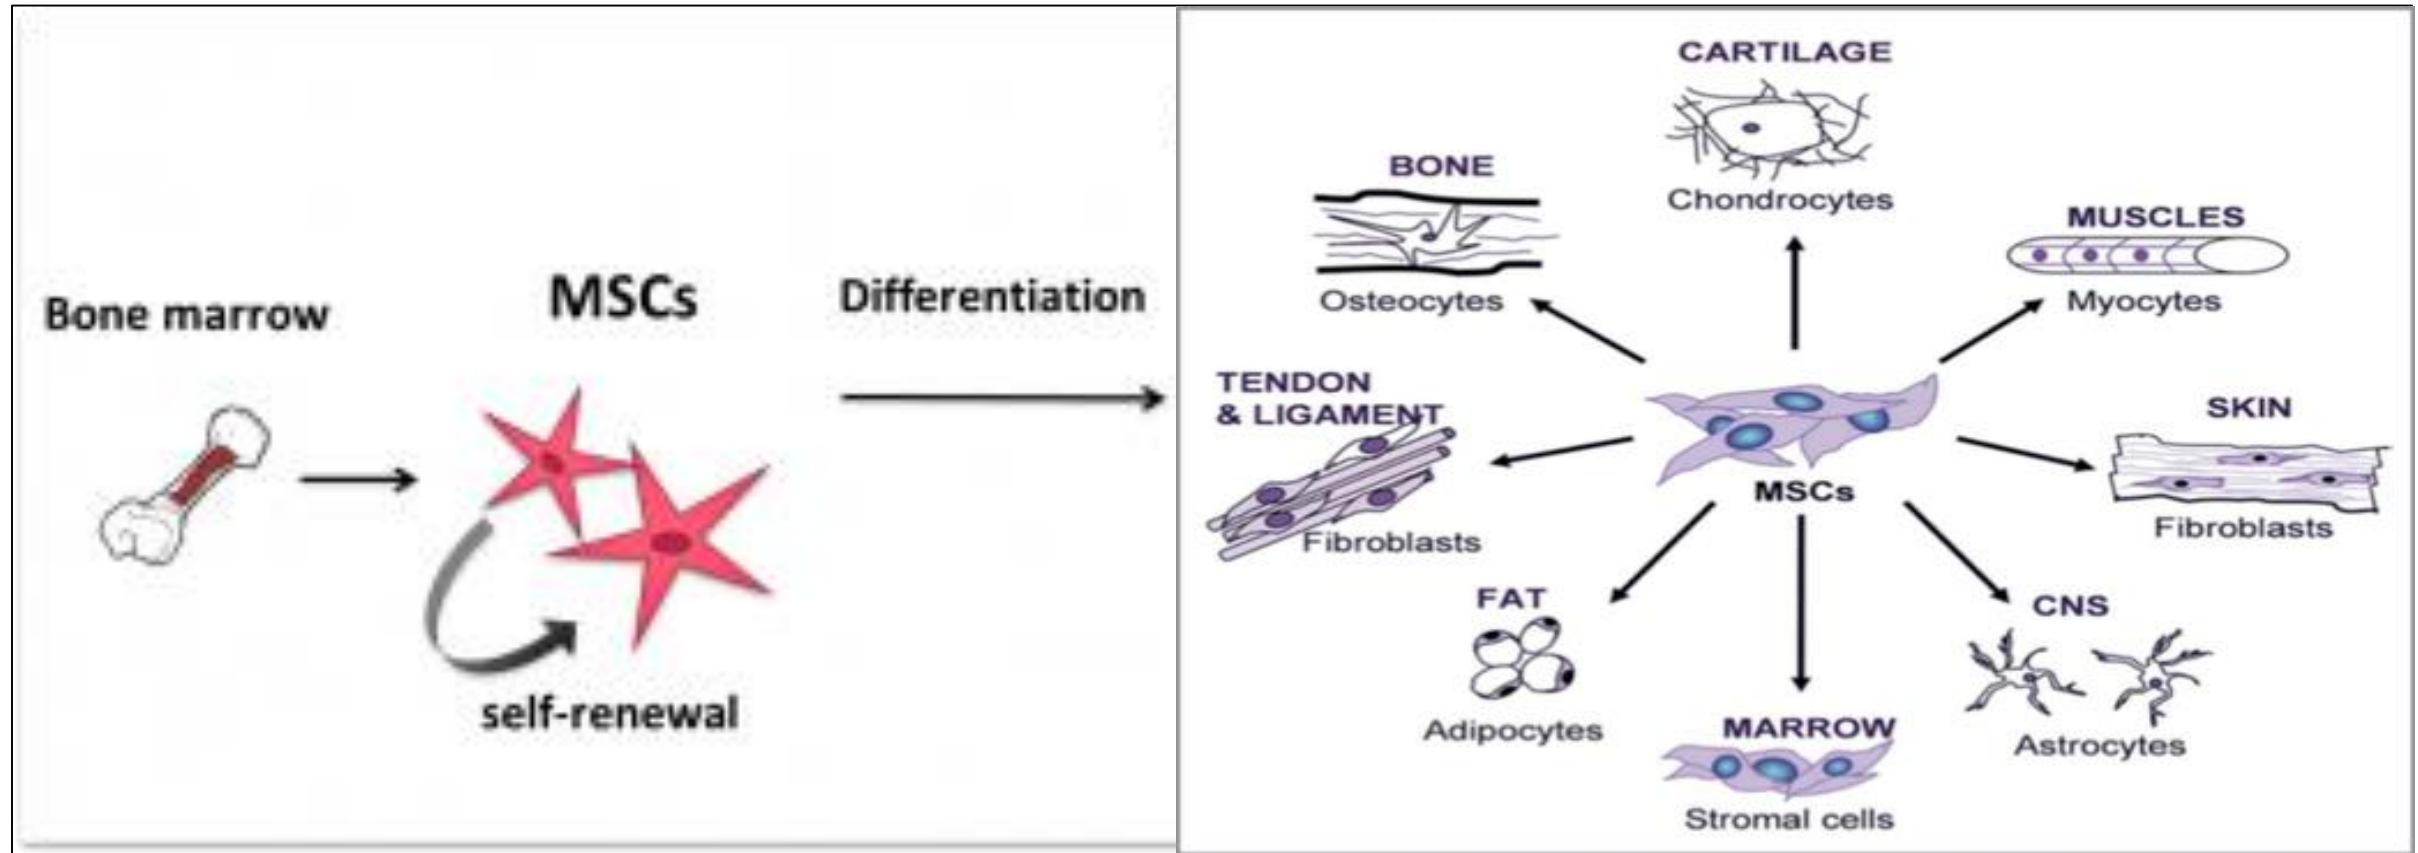 Bone marrow
MSCs
Differentiation
self-renewal
CARTILAGE
Chondrocytes
BONE
Osteocytes
MUSCLES
Myocytes
TENDON
& LIGAMENT
Fibroblasts
MSCs
SKIN
Fibroblasts
FAT
Adipocytes
MARROW
Stromal cells
CNS
Astrocytes